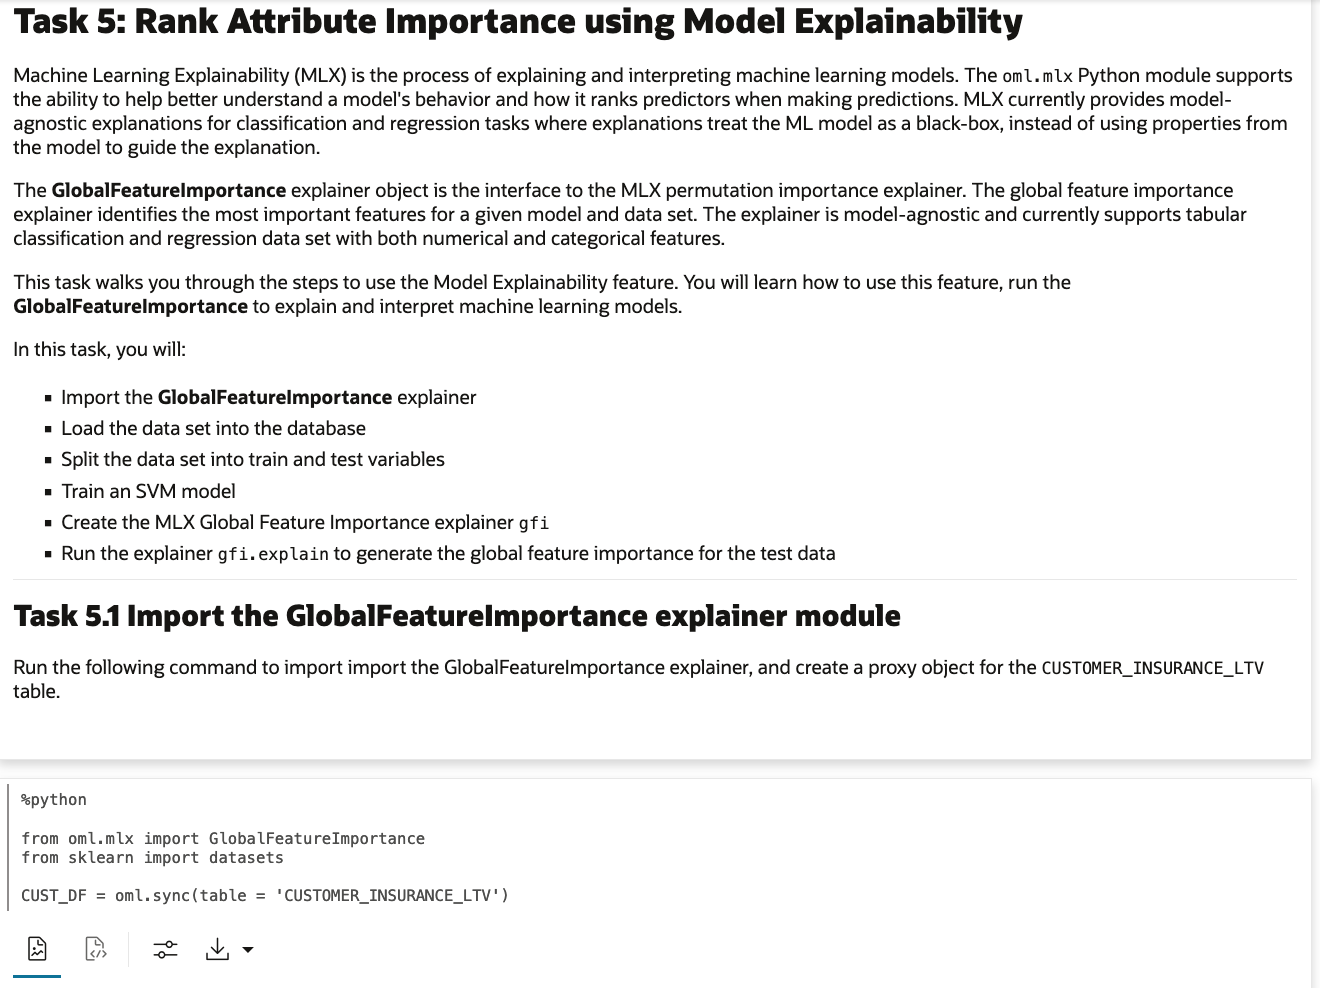 Task 5: Rank Attribute Importance using Model Explainability
Machine Learning Explainability (MLX) is the process of explaining and interpreting machine learning models. The oml.mlx Python module supports
the ability to help better understand a model's behavior and how it ranks predictors when making predictions. MLX currently provides model-
agnostic explanations for classification and regression tasks where explanations treat the ML model as a black-box, instead of using properties from
the model to guide the explanation.
The GlobalFeatureImportance explainer object is the interface to the MLX permutation importance explainer. The global feature importance
explainer identifies the most important features for a given model and data set. The explainer is model-agnostic and currently supports tabular
classification and regression data set with both numerical and categorical features.
This task walks you through the steps to use the Model Explainability feature. You will learn how to use this feature, run the
GlobalFeatureImportance to explain and interpret machine learning models.
In this task, you will:
▪ Import the GlobalFeatureImportance explainer
▪ Load the data set into the database
▪ Split the data set into train and test variables
▪ Train an SVM model
▪ Create the MLX Global Feature Importance explainer gfi
▪ Run the explainer gfi.explain to generate the global feature importance for the test data
Task 5.1 Import the GlobalFeatureImportance explainer module
Run the following command to import import the GlobalFeatureImportance explainer, and create a proxy object for the CUSTOMER_INSURANCE_LTV
table.
%python
from oml.mlx import GlobalFeatureImportance
from sklearn import datasets
CUST_DF = oml.sync(table = 'CUSTOMER_INSURANCE_LTV')